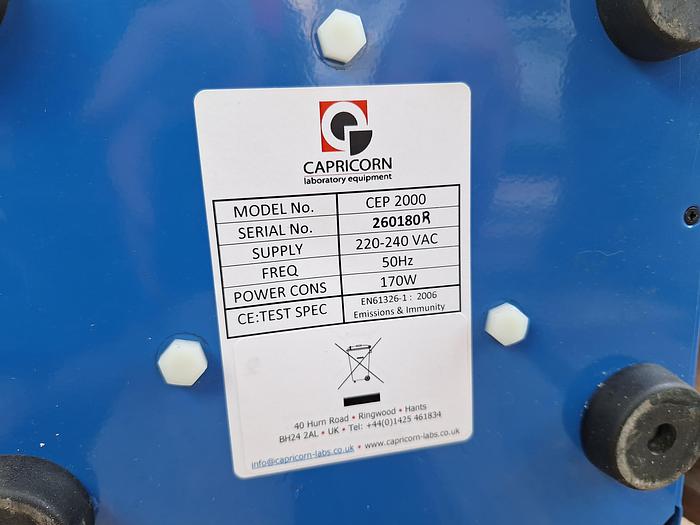 CAPRICORN
laboratory equipment
MODEL No. CEP 2000
SERIAL No. 260180R
SUPPLY 220-240 VAC
FREQ 50Hz
POWER CONS 170W
CE:TEST SPEC EN61326-1 : 2006
Emissions & Immunity
40 Hurn Road • Ringwood • Hants
BH24 2AL • UK • Tel: +44(0)1425 461834
info@capricorn-labs.co.uk • www.capricorn-labs.co.uk